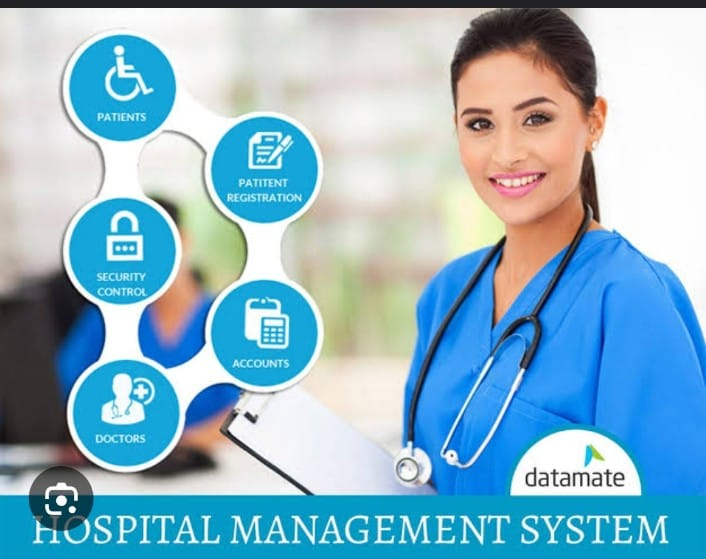 PATIENTS
PATITENT
REGISTRATION
SECURITY
CONTROL
ACCOUNTS
DOCTORS
datamate
HOSPITAL MANAGEMENT SYSTEM